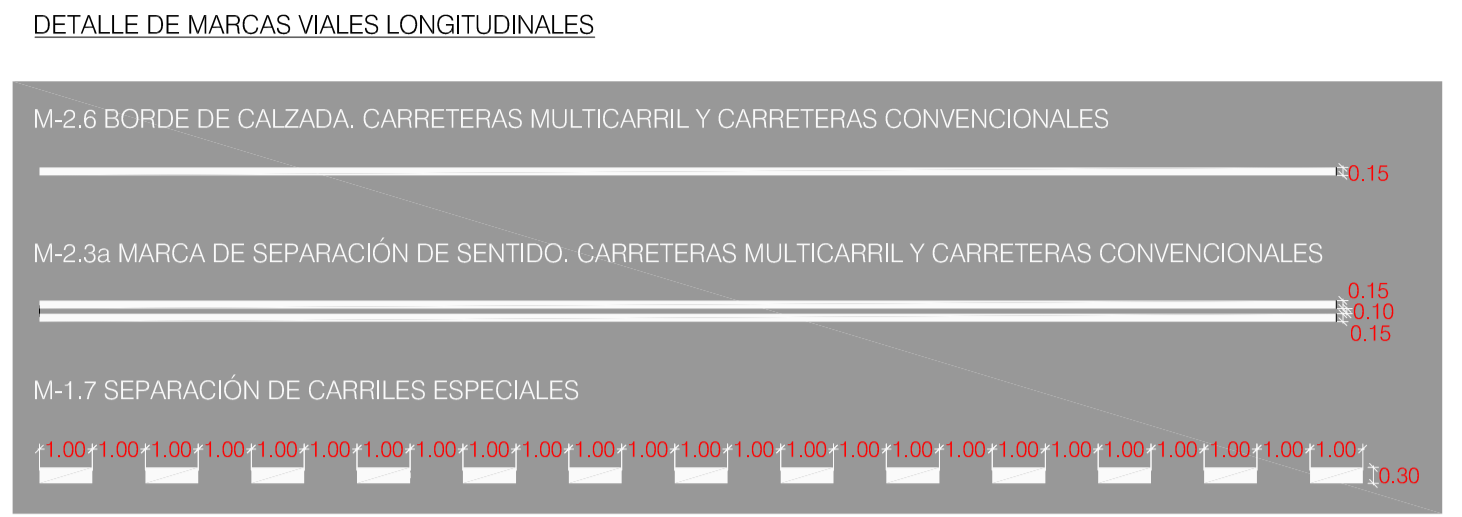 DETALLE DE MARCAS VIALES LONGITUDINALES
M-2.6 BORDE DE CALZADA. CARRETERAS MULTICARRIL Y CARRETERAS CONVENCIONALES
0.15
M-2.3a MARCA DE SEPARACIÓN DE SENTIDO. CARRETERAS MULTICARRIL Y CARRETERAS CONVENCIONALES
0.15
0.10
0.15
M-1.7 SEPARACIÓN DE CARRILES ESPECIALES
1.00 1.00 1.00 1.00 1.00 1.00 1.00 1.00 1.00 1.00 1.00 1.00 1.00 1.00 1.00 1.00 1.00 1.00 1.00 1.00 1.00 1.00 1.00 1.00 1.00
0.30